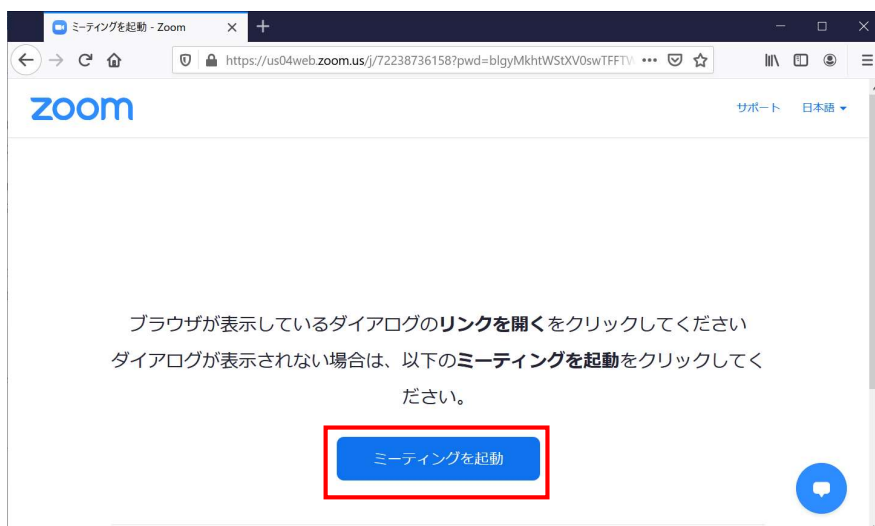 ミーティングを起動 - Zoom
https://us04web.zoom.us/j/72238736158?pwd=blgyMkhtWStXV0swTFFTV
zoom
サポート 日本語
ブラウザが表示しているダイアログのリンクを開くをクリックしてください
ダイアログが表示されない場合は、以下のミーティングを起動をクリックしてく
ださい。
ミーティングを起動